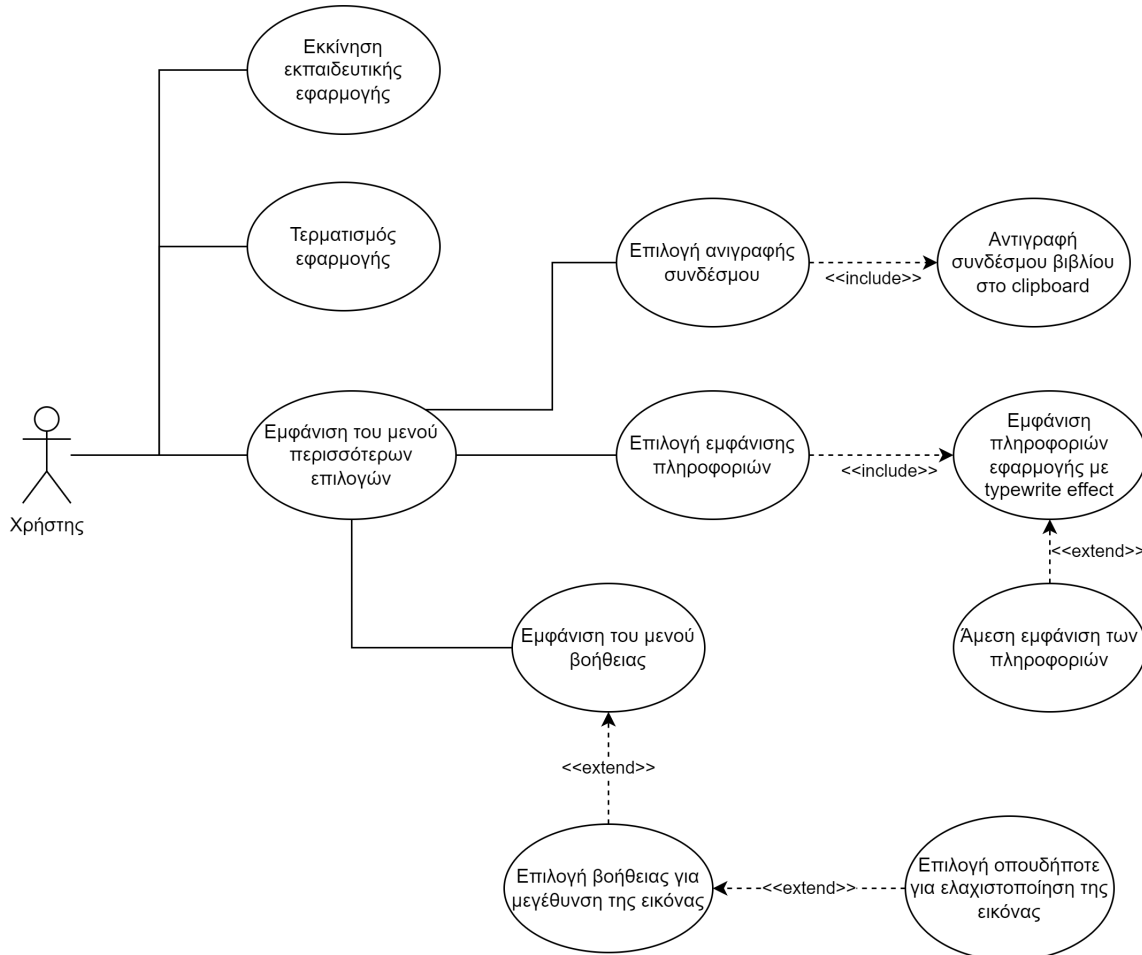 Εκκίνηση
εκπαιδευτικής
εφαρμογής
Τερματισμός
εφαρμογής
Επιλογή ανιγραφής
συνδέσμου
<<include>>
Αντιγραφή
συνδέσμου βιβλίου
στο clipboard
Χρήστης
Εμφάνιση του μενού
περισσότερων
επιλογών
Επιλογή εμφάνισης
πληροφοριών
<<include>>
Εμφάνιση
πληροφοριών
εφαρμογής με
typewrite effect
<<extend>>
Εμφάνιση του μενού
βοήθειας
Άμεση εμφάνιση των
πληροφοριών
<<extend>>
Επιλογή βοήθειας για
μεγέθυνση της εικόνας
<<extend>>
Επιλογή οπουδήποτε
για ελαχιστοποίηση της
εικόνας